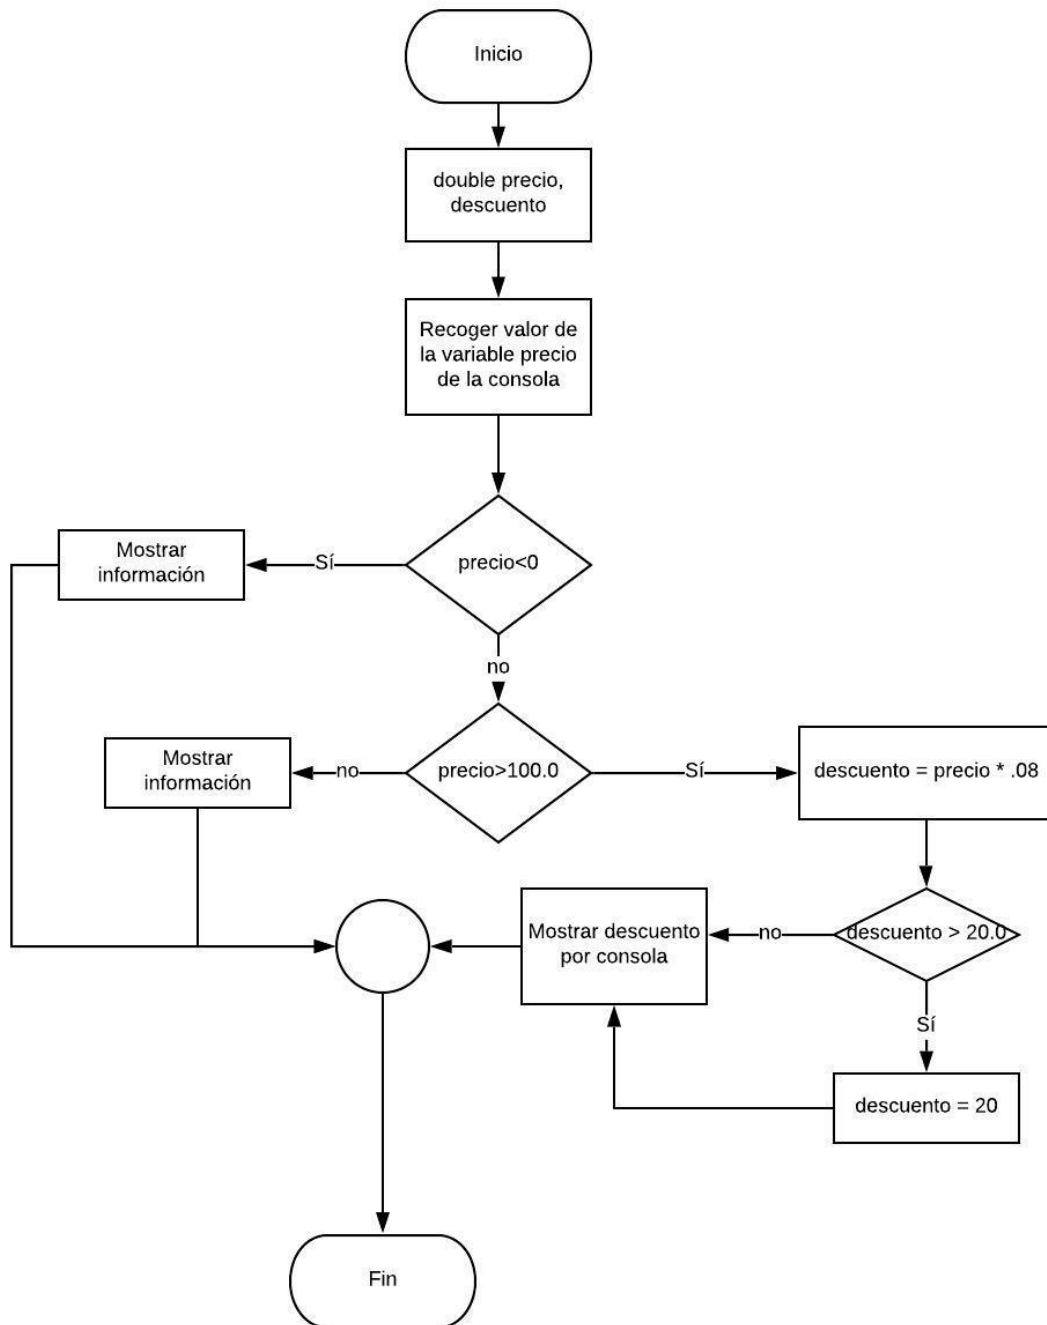 Inicio
double precio,
descuento
Recoger valor de
la variable precio
de la consola
precio<0
Sí
Mostrar
información
no
precio>100.0
no
Mostrar
información
Sí
descuento = precio * .08
descuento > 20.0
no
Mostrar descuento
por consola
Sí
descuento = 20
Fin